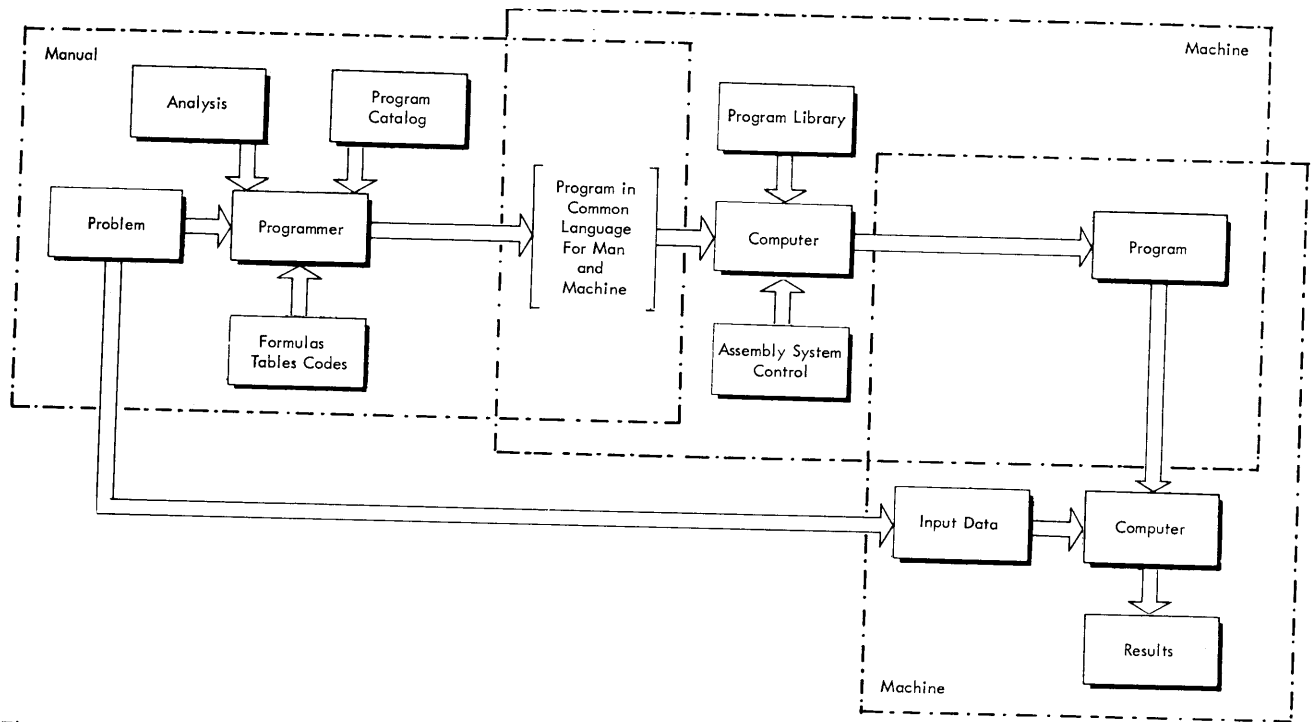 Manual
Machine
Analysis
Program
Catalog
Program Library
Problem
Programmer
Program in
Common
Language
For Man
and
Machine
Computer
Program
Formulas
Tables Codes
Assembly System
Control
Input Data
Computer
Results
Machine